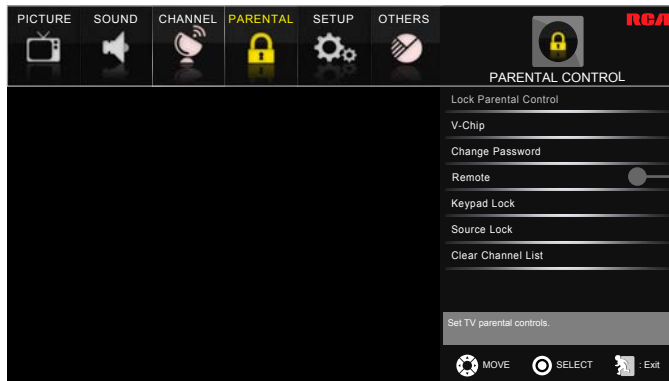 PICTURE SOUND CHANNEL PARENTAL SETUP OTHERS
RCA
PARENTAL CONTROL
Lock Parental Control
V-Chip
Change Password
Remote
Keypad Lock
Source Lock
Clear Channel List
Set TV parental controls.
MOVE SELECT : Exit